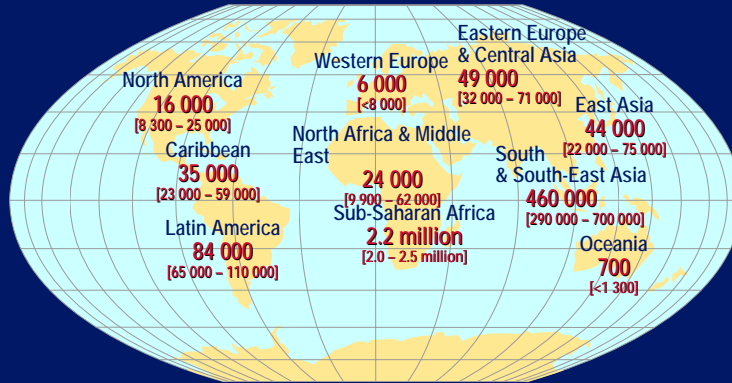 Eastern Europe
& Central Asia
49 000
[32 000 – 71 000]
Western Europe
6 000
[<8 000]
North America
16 000
[8 300 – 25 000]
East Asia
44 000
[22 000 – 75 000]
North Africa & Middle
East
24 000
[9 900 – 62 000]
Caribbean
35 000
[23 000 – 59 000]
South
& South-East Asia
460 000
[290 000 – 700 000]
Sub-Saharan Africa
2.2 million
[2.0 – 2.5 million]
Latin America
84 000
[65 000 – 110 000]
Oceania
700
[<1 300]